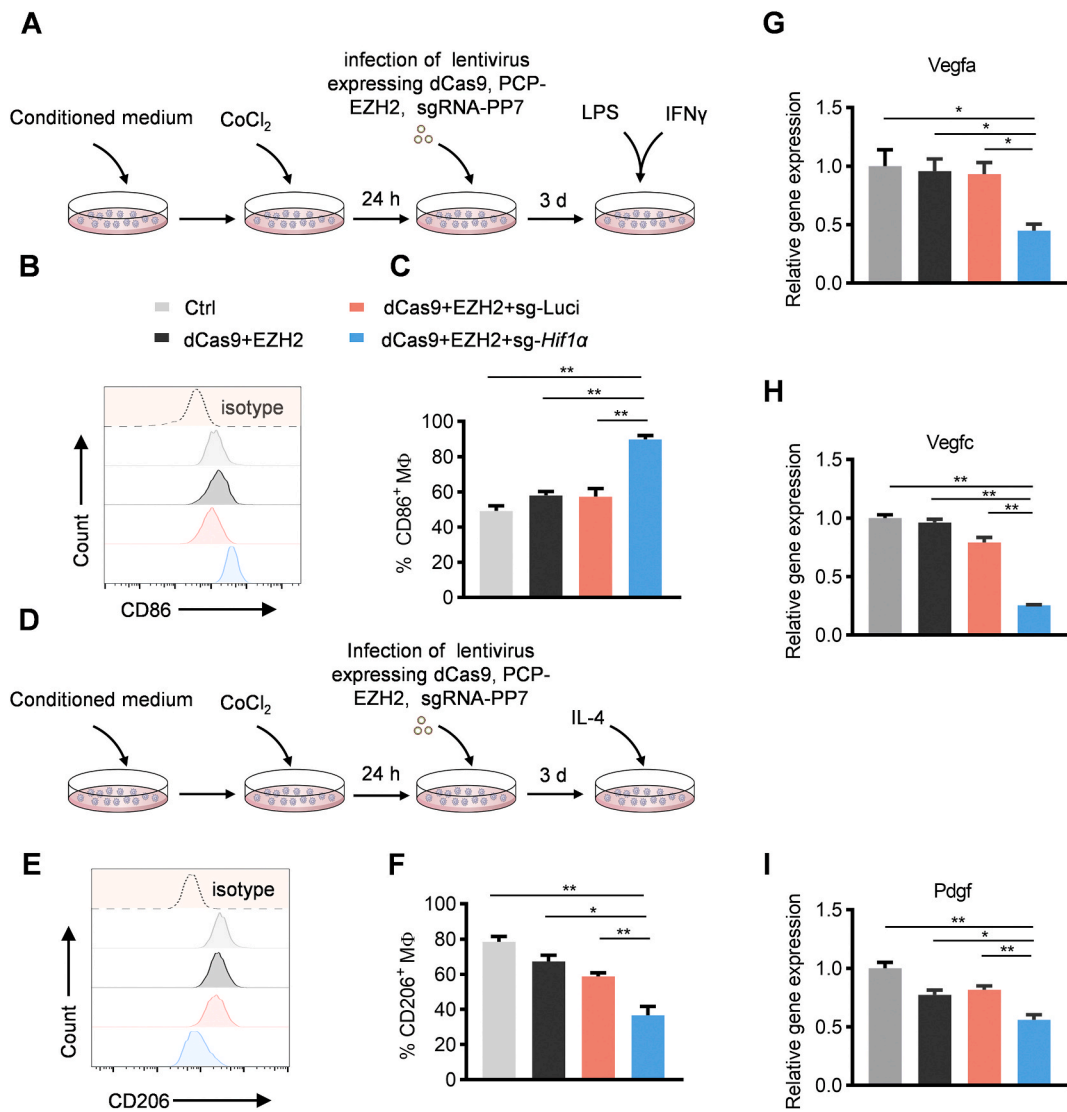 A
infection of lentivirus
expressing dCas9, PCP-
EZH2, sgRNA-PP7
Conditioned medium
CoCl₂
LPS
IFNγ
24 h
3 d
B
C
Ctrl
dCas9+EZH2+sg-Luci
dCas9+EZH2
dCas9+EZH2+sg-Hif1α
isotype
Count
CD86
% CD86⁺ MΦ
100
80
60
40
20
0
**
**
**
D
Infection of lentivirus
expressing dCas9, PCP-
EZH2, sgRNA-PP7
Conditioned medium
CoCl₂
IL-4
24 h
3 d
E
isotype
Count
CD206
F
% CD206⁺ MΦ
100
80
60
40
20
0
**
*
**
G
Vegfa
Relative gene expression
1.5
1.0
0.5
0.0
*
*
*
H
Vegfc
Relative gene expression
1.5
1.0
0.5
0.0
**
**
**
I
Pdgf
Relative gene expression
1.5
1.0
0.5
0.0
**
*
**